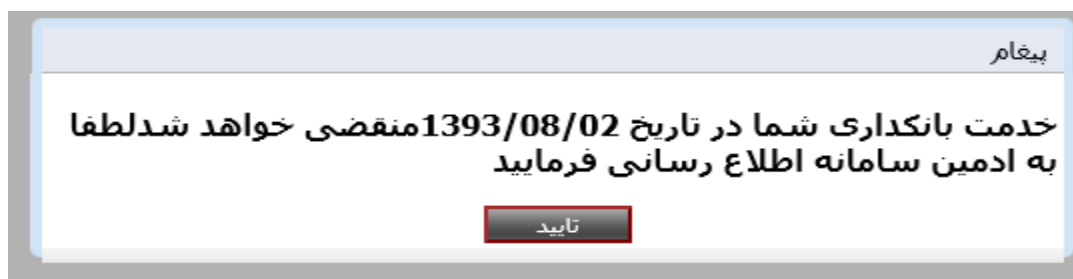 پیغام
خدمت بانکداری شما در تاریخ 1393/08/02منقضی خواهد شدلطفا
به ادمین سامانه اطلاع رسانی فرمایید
تایید